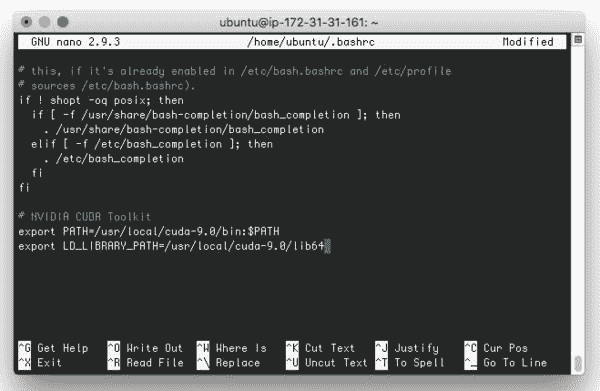 ubuntu@ip-172-31-31-161: ~
GNU nano 2.9.3 /home/ubuntu/.bashrc Modified
# this, if it's already enabled in /etc/bash.bashrc and /etc/profile
# sources /etc/bash.bashrc).
if ! shopt -oq posix; then
if [ -f /usr/share/bash-completion/bash_completion ]; then
. /usr/share/bash-completion/bash_completion
elif [ -f /etc/bash_completion ]; then
. /etc/bash_completion
fi
fi
# NVIDIA CUDA Toolkit
export PATH=/usr/local/cuda-9.0/bin:$PATH
export LD_LIBRARY_PATH=/usr/local/cuda-9.0/lib64
^G Get Help ^O Write Out ^W Where Is ^K Cut Text ^J Justify ^C Cur Pos
^X Exit ^R Read File ^\ Replace ^U Uncut Text ^T To Spell ^_ Go To Line